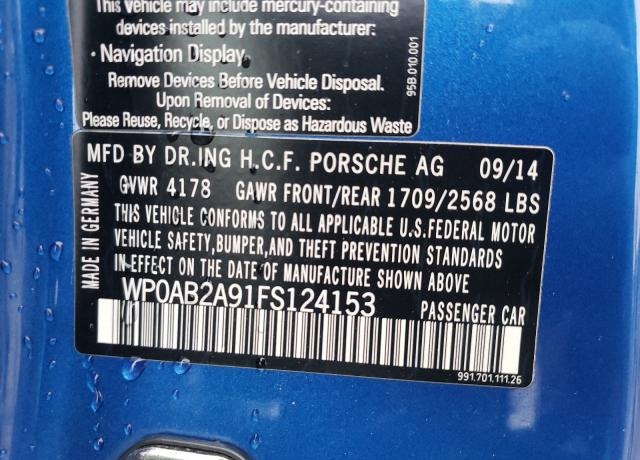 This vehicle may include mercury-containing
devices installed by the manufacturer:
· Navigation Display
Remove Devices Before Vehicle Disposal.
Upon Removal of Devices:
Please Reuse, Recycle, or Dispose as Hazardous Waste
95B.010.001
MFD BY DR.ING H.C.F. PORSCHE AG 09/14
GVWR 4178 GAWR FRONT/REAR 1709/2568 LBS
THIS VEHICLE CONFORMS TO ALL APPLICABLE U.S.FEDERAL MOTOR
VEHICLE SAFETY,BUMPER,AND THEFT PREVENTION STANDARDS
IN EFFECT ON THE DATE OF MANUFACTURE SHOWN ABOVE
WP0AB2A91FS124153 PASSENGER CAR
MADE IN GERMANY
991.701.111.26